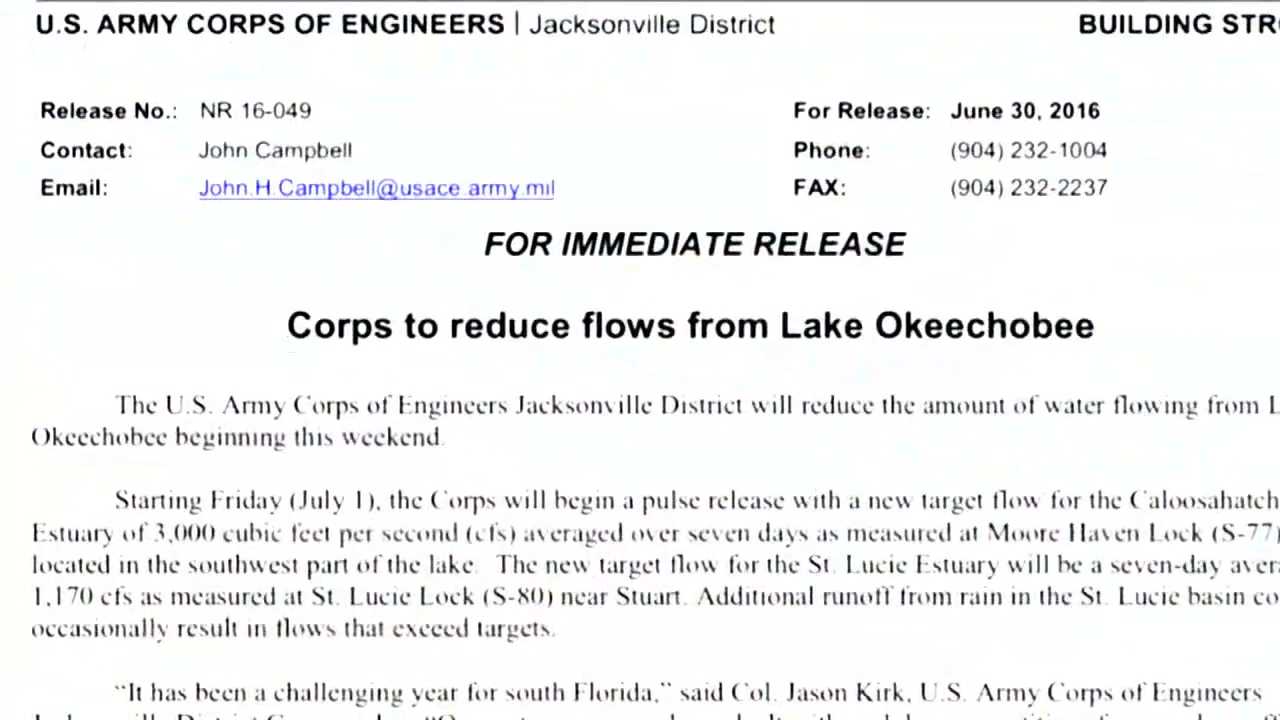 U.S. ARMY CORPS OF ENGINEERS | Jacksonville District BUILDING
Release No.: NR 16-049 For Release: June 30, 2016
Contact: John Campbell Phone: (904) 232-1004
Email: John.H.Campbell@usace.army.mil FAX: (904) 232-2237
FOR IMMEDIATE RELEASE
Corps to reduce flows from Lake Okeechobee
The U.S. Army Corps of Engineers Jacksonville District will reduce the amount of water flowing from
Okeechobee beginning this weekend.
Starting Friday (July 1), the Corps will begin a pulse release with a new target flow for the Caloosahatch
Estuary of 3,000 cubic feet per second (cfs) averaged over seven days as measured at Moore Haven Lock (S-77)
located in the southwest part of the lake. The new target flow for the St. Lucie Estuary will be a seven-day aver
1,170 cfs as measured at St. Lucie Lock (S-80) near Stuart. Additional runoff from rain in the St. Lucie basin co
occasionally result in flows that exceed targets.
“It has been a challenging year for south Florida,” said Col. Jason Kirk, U.S. Army Corps of Engineers